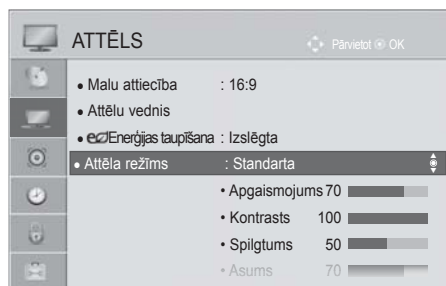 ATTĒLS
Pārvietot OK
• Malu attiecība : 16:9
• Attēlu vednis
• eco Enerģijas taupīšana : Izslēgta
• Attēla režīms : Standarta
• Apgaismojums 70
• Kontrasts 100
• Spilgtums 50
• Asums 70